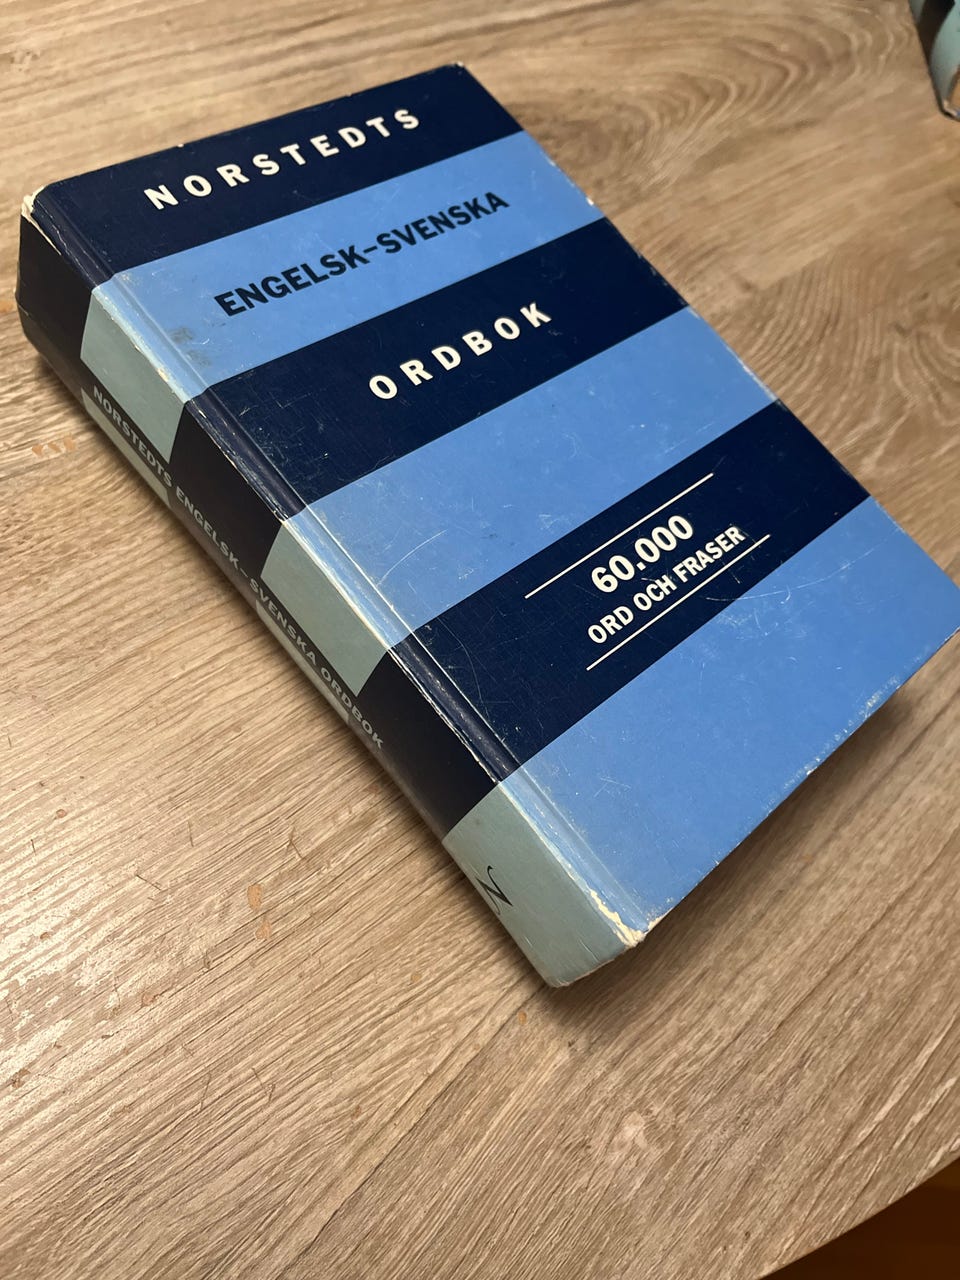 NORSTEDTS
ENGELSK-SVENSKA
ORDBOK
60.000
ORD OCH FRASER
NORSTEDTS ENGELSK-SVENSKA ORDBOK
N